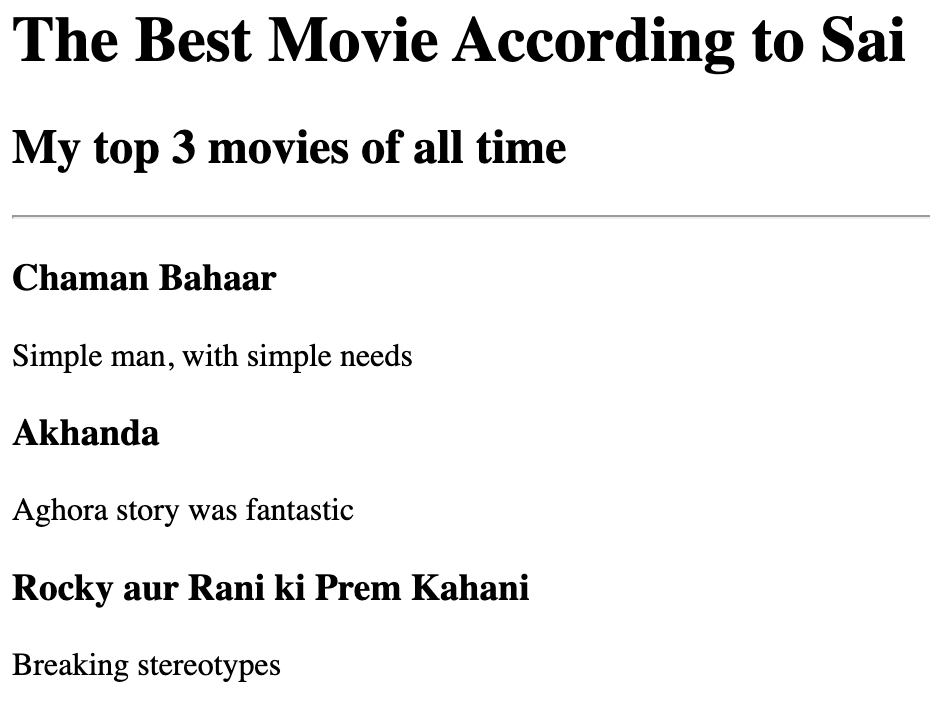 The Best Movie According to Sai
My top 3 movies of all time
Chaman Bahaar
Simple man, with simple needs
Akhanda
Aghora story was fantastic
Rocky aur Rani ki Prem Kahani
Breaking stereotypes